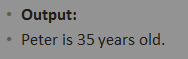 • Output:
• Peter is 35 years old.